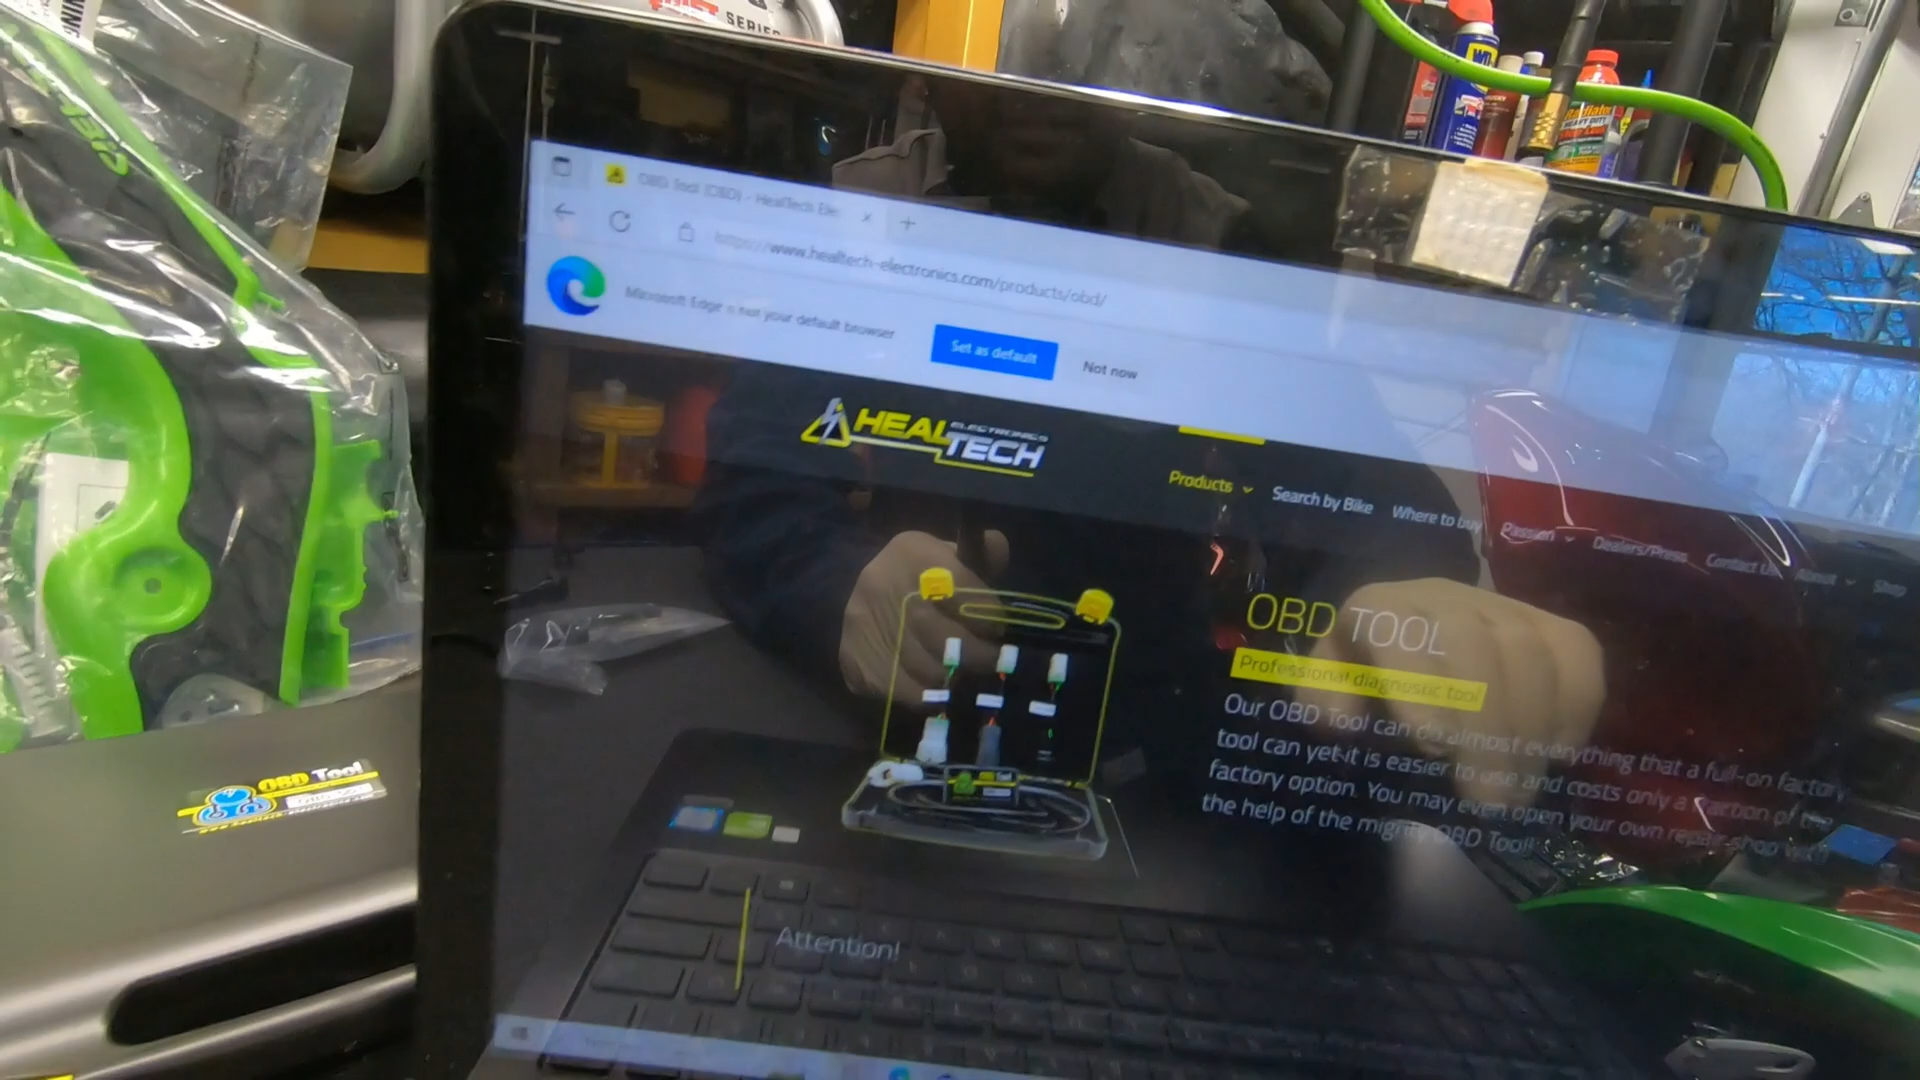 SERIES
OBD Tool (OBD) - HealTech Ele
https://www.healtech-electronics.com/products/obd/
Microsoft Edge is not your default browser
Set as default
Not now
HEALTECH
ELECTRONICS
Products
Search by Bike
Where to buy
Passion
Dealers/Press
Contact Us
About
Shop
OBD TOOL
Professional diagnostic tool
Our OBD Tool can do almost everything that a full-on factory
tool can yet it is easier to use and costs only a fraction of the
factory option. You may even open your own repair shop with
the help of the mighty OBD Tool!
Attention!
OBD Tool
WD
Radiator
HEAVY DUTY